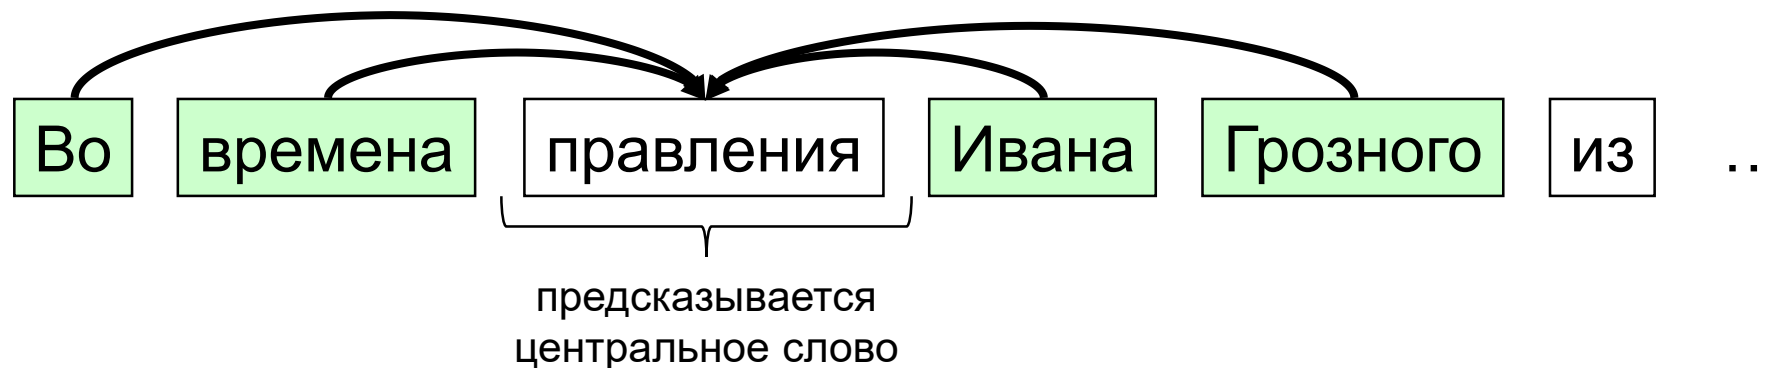 Во времена правления Ивана Грозного из ..
предсказывается
центральное слово